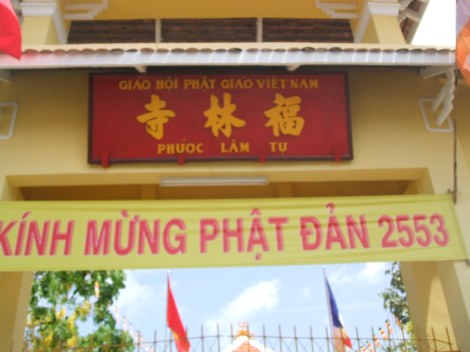 GIÁO HỘI PHẬT GIÁO VIỆT NAM
寺林福
PHƯỚC LÂM TỰ
KÍNH MỪNG PHẬT ĐẢN 2553